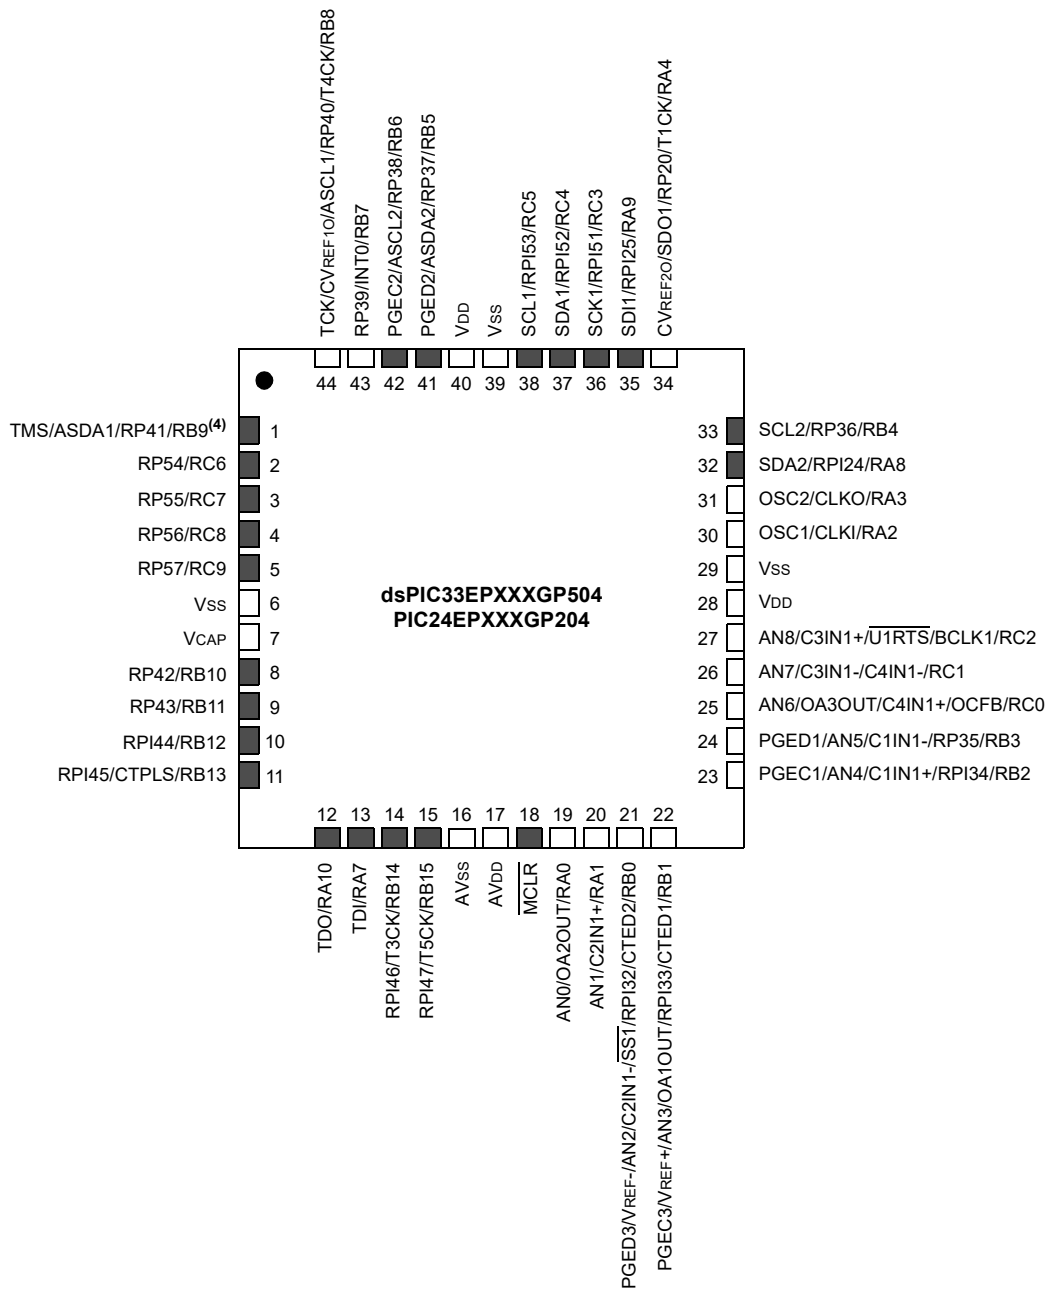 TCK/CVREF1O/ASCL1/RP40/T4CK/RB8
RP39/INT0/RB7
PGEC2/ASCL2/RP38/RB6
PGED2/ASDA2/RP37/RB5
VDD
VSS
SCL1/RPI53/RC5
SDA1/RPI52/RC4
SCK1/RPI51/RC3
SDI1/RPI25/RA9
CVREF2O/SDO1/RP20/T1CK/RA4
44 43 42 41 40 39 38 37 36 35 34
TMS/ASDA1/RP41/RB9(4) 1
RP54/RC6 2
RP55/RC7 3
RP56/RC8 4
RP57/RC9 5
VSS 6
VCAP 7
RP42/RB10 8
RP43/RB11 9
RPI44/RB12 10
RPI45/CTPLS/RB13 11
dsPIC33EPXXXGP504
PIC24EPXXXGP204
33 SCL2/RP36/RB4
32 SDA2/RPI24/RA8
31 OSC2/CLKO/RA3
30 OSC1/CLKI/RA2
29 VSS
28 VDD
27 AN8/C3IN1+/U1RTS/BCLK1/RC2
26 AN7/C3IN1-/C4IN1-/RC1
25 AN6/OA3OUT/C4IN1+/OCFB/RC0
24 PGED1/AN5/C1IN1-/RP35/RB3
23 PGEC1/AN4/C1IN1+/RPI34/RB2
12 13 14 15 16 17 18 19 20 21 22
TDO/RA10
TDI/RA7
RPI46/T3CK/RB14
RPI47/T5CK/RB15
AVSS
AVDD
MCLR
AN0/OA2OUT/RA0
AN1/C2IN1+/RA1
PGED3/VREF-/AN2/C2IN1-/SS1/RPI32/CTED2/RB0
PGEC3/VREF+/AN3/OA1OUT/RPI33/CTED1/RB1